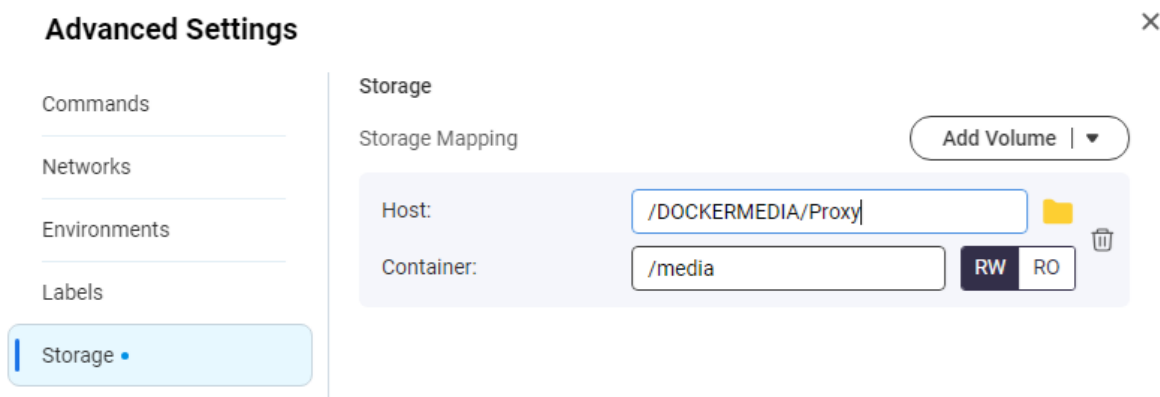 Advanced Settings
Commands
Networks
Environments
Labels
Storage
Storage
Storage Mapping
Add Volume
Host:
/DOCKERMEDIA/Proxy
Container:
/media
RW
RO